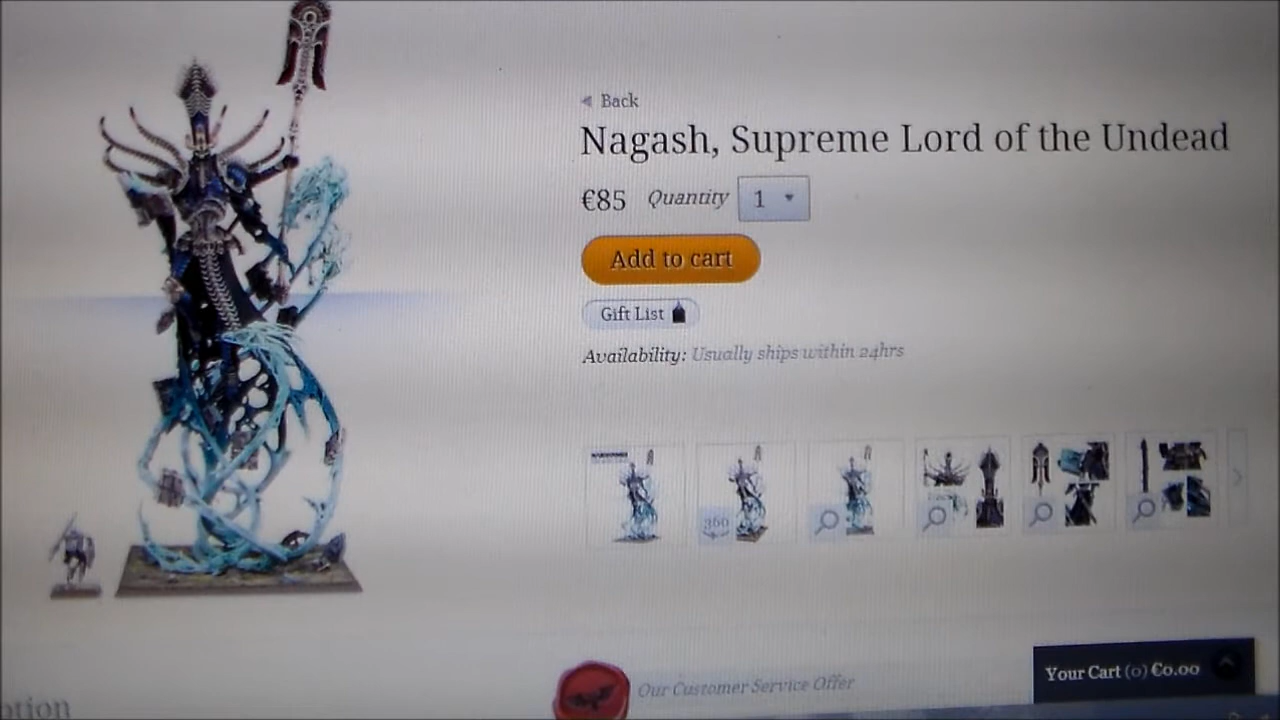 Back
Nagash, Supreme Lord of the Undead
€85 Quantity 1
Add to cart
Gift List
Availability: Usually ships within 24hrs
360
Our Customer Service Offer
Your Cart (0) €0.00